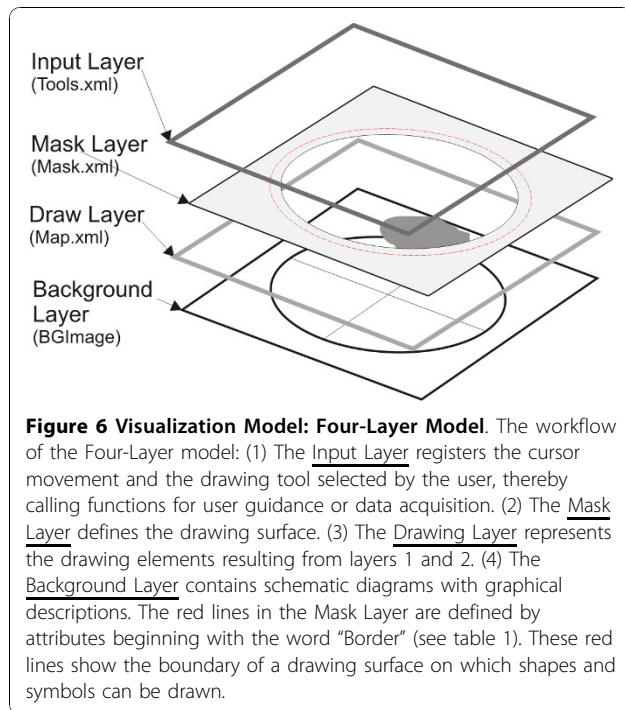 Input Layer
(Tools.xml)
Mask Layer
(Mask.xml)
Draw Layer
(Map.xml)
Background
Layer
(BGImage)
Figure 6 Visualization Model: Four-Layer Model. The workflow
of the Four-Layer model: (1) The Input Layer registers the cursor
movement and the drawing tool selected by the user, thereby
calling functions for user guidance or data acquisition. (2) The Mask
Layer defines the drawing surface. (3) The Drawing Layer represents
the drawing elements resulting from layers 1 and 2. (4) The
Background Layer contains schematic diagrams with graphical
descriptions. The red lines in the Mask Layer are defined by
attributes beginning with the word “Border” (see table 1). These red
lines show the boundary of a drawing surface on which shapes and
symbols can be drawn.